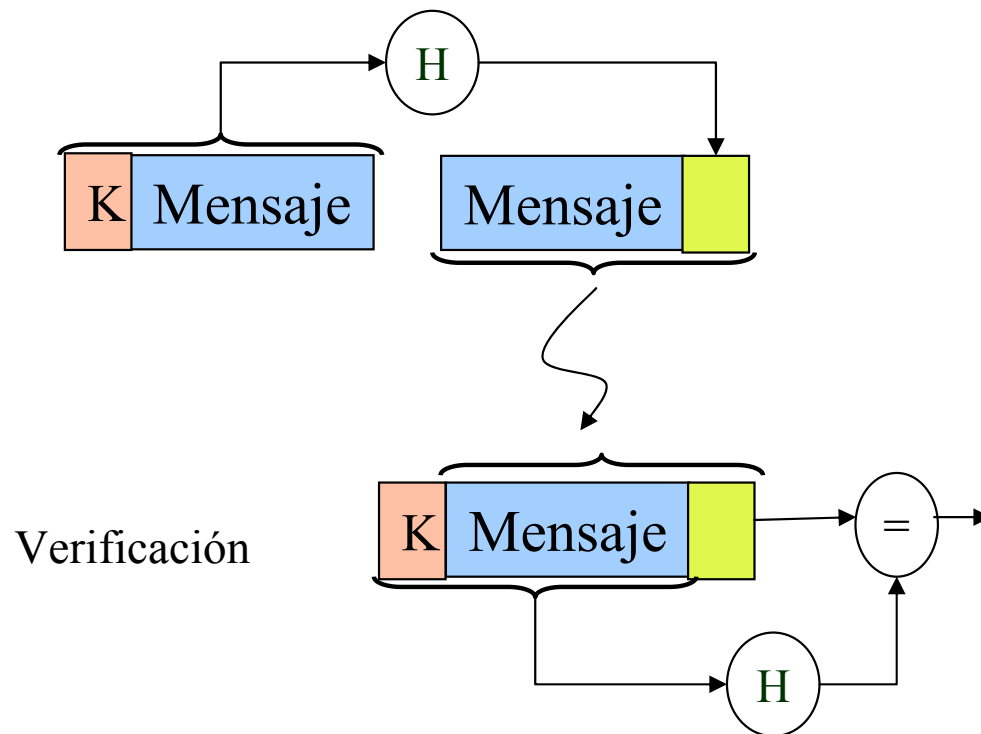 H
K Mensaje
Mensaje
K Mensaje
=
Verificación
H